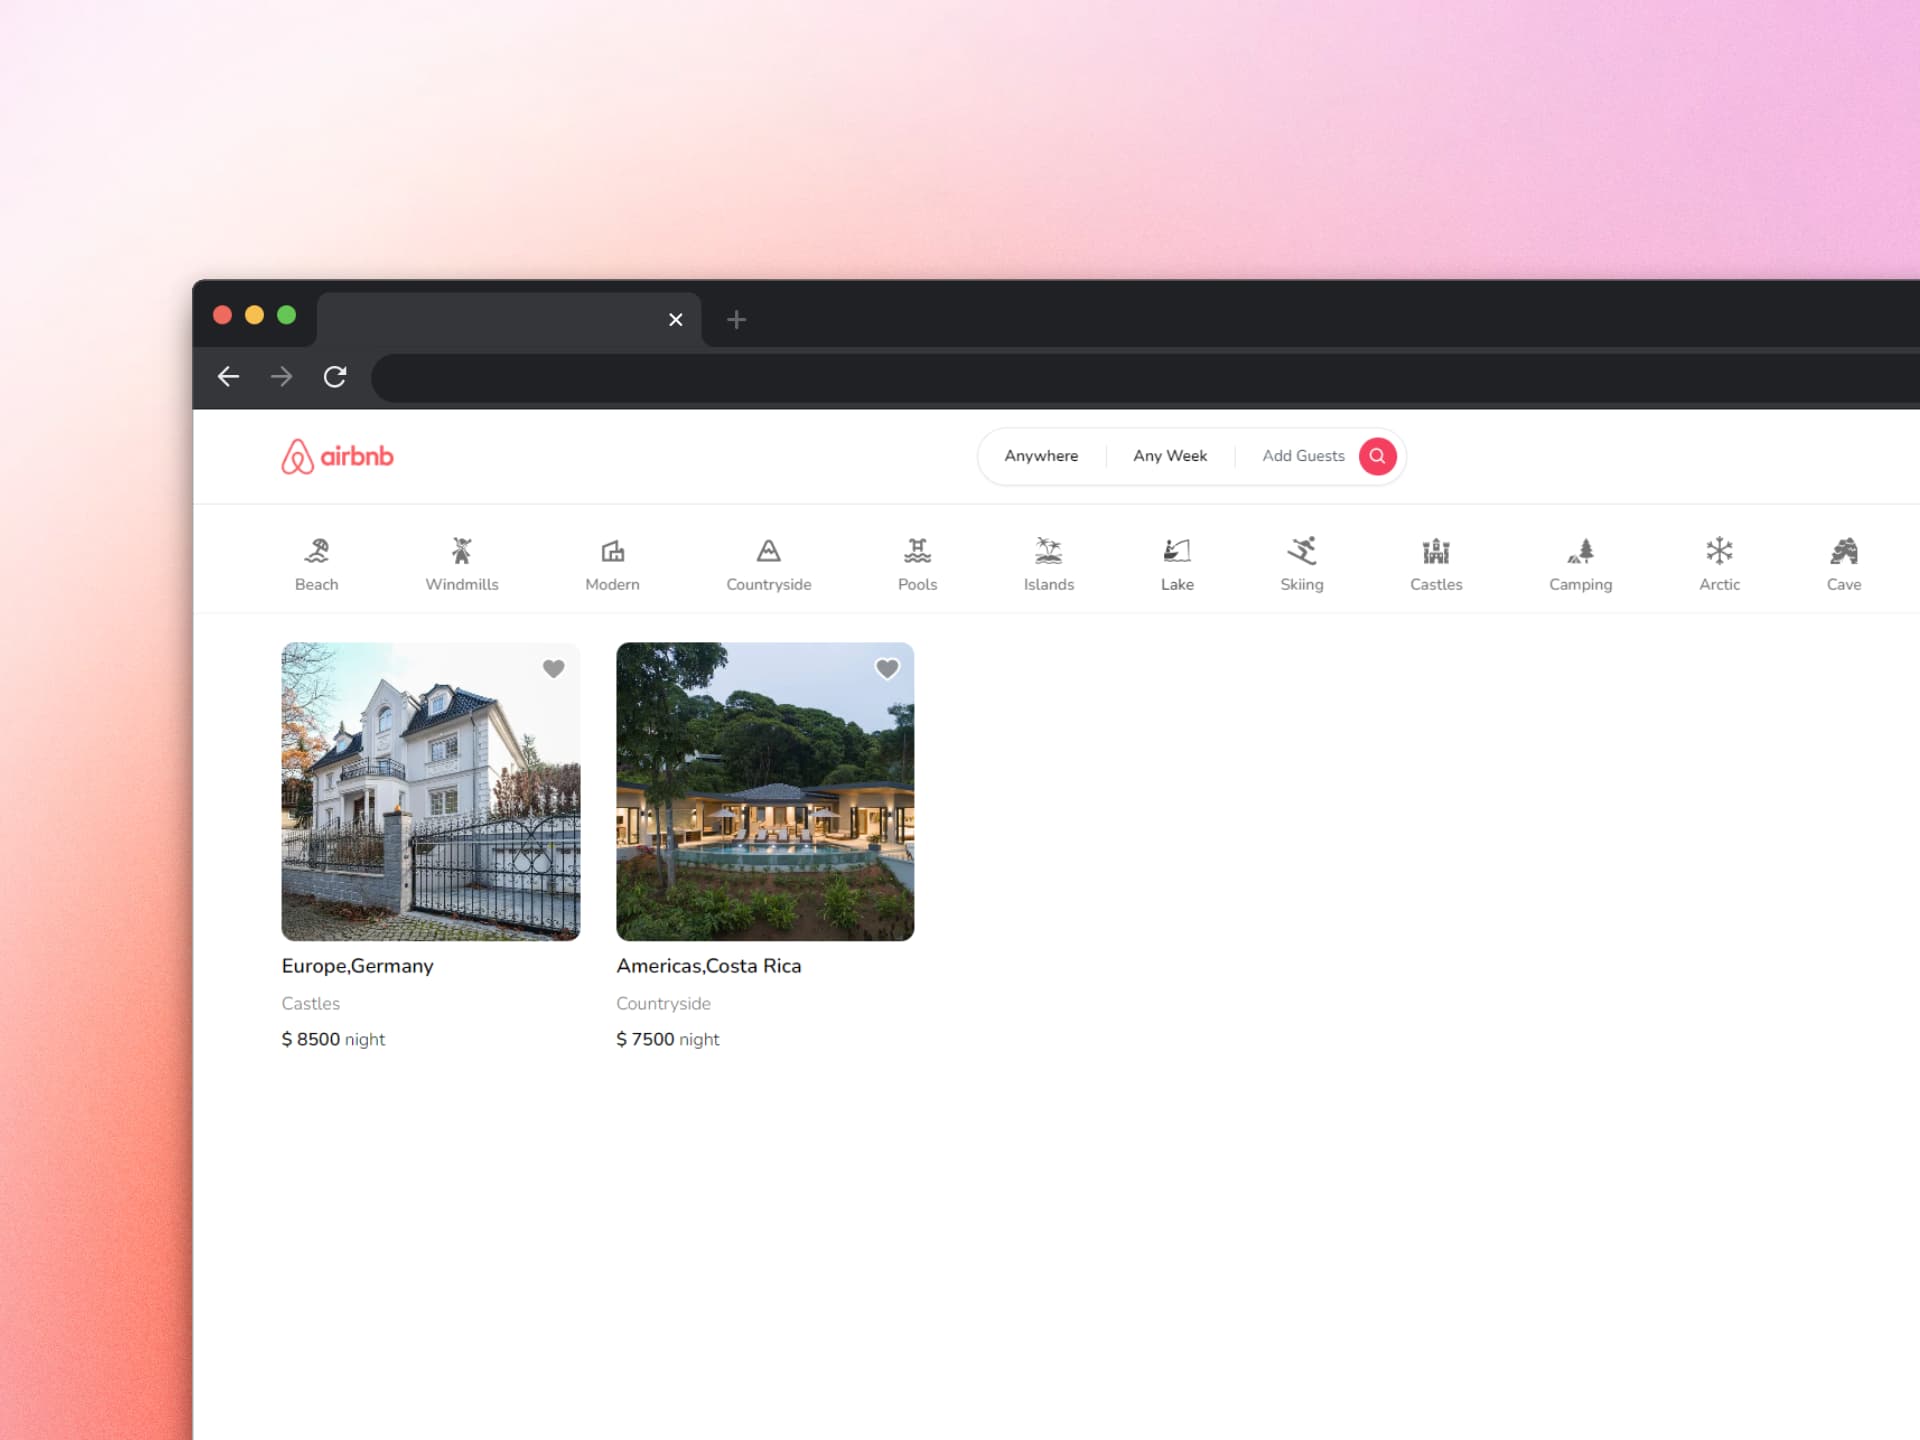 airbnb
Anywhere
Any Week
Add Guests
Beach
Windmills
Modern
Countryside
Pools
Islands
Lake
Skiing
Castles
Camping
Arctic
Cave
Europe,Germany
Castles
$ 8500 night
Americas,Costa Rica
Countryside
$ 7500 night